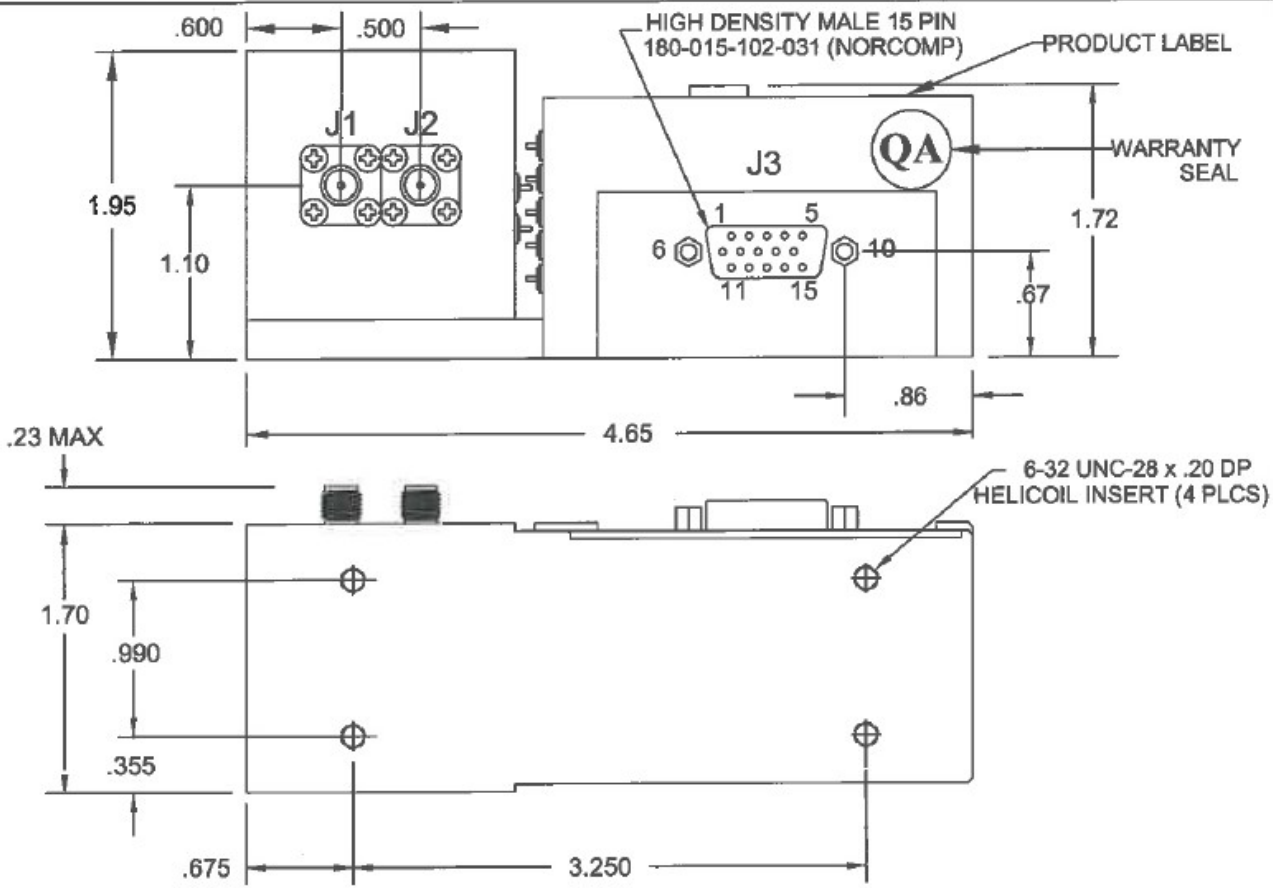 .600
.500
HIGH DENSITY MALE 15 PIN
180-015-102-031 (NORCOMP)
PRODUCT LABEL
J1
J2
J3
QA
WARRANTY
SEAL
1.95
1.10
1
5
6
10
11
15
1.72
.67
.86
4.65
.23 MAX
6-32 UNC-28 x .20 DP
HELICOIL INSERT (4 PLCS)
1.70
.990
.355
.675
3.250